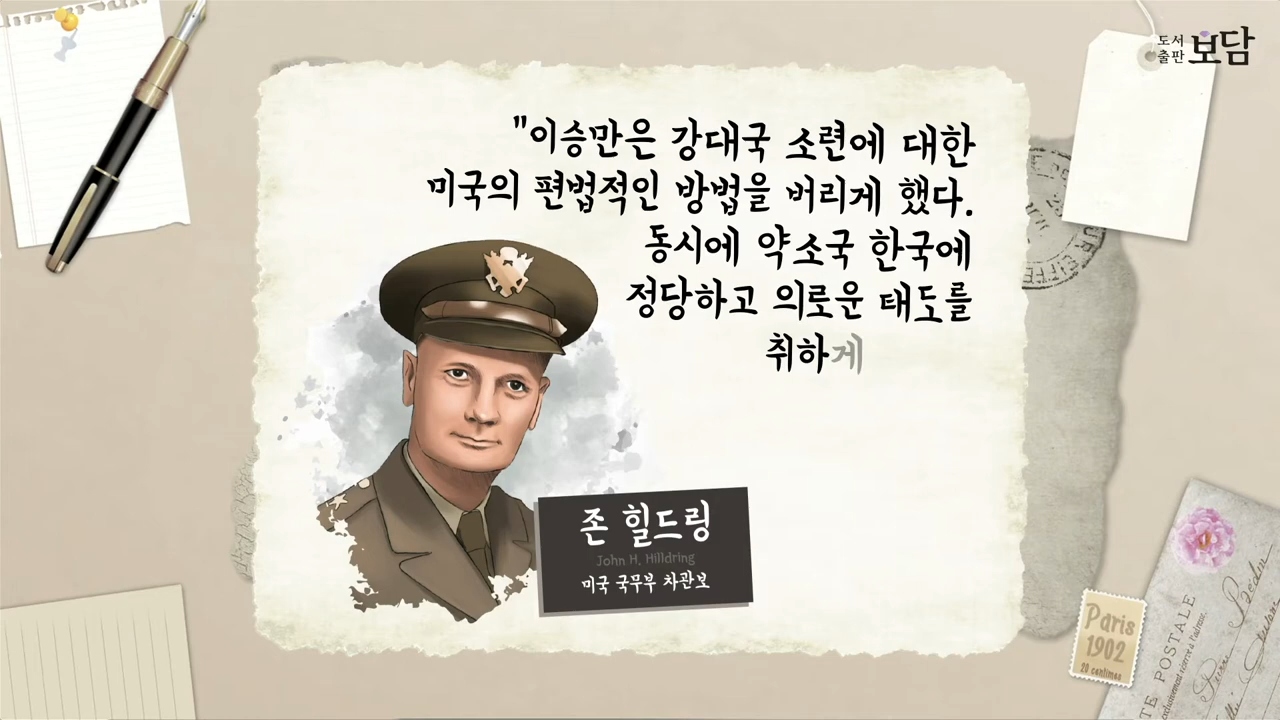 도서
출판 보담
"이승만은 강대국 소련에 대한
미국의 편법적인 방법을 버리게 했다.
동시에 약소국 한국에
정당하고 의로운 태도를
취하게
존 힐드링
John H. Hilldring
미국 국무부 차관보
Paris
1902
20 centimes
TE POSTALE